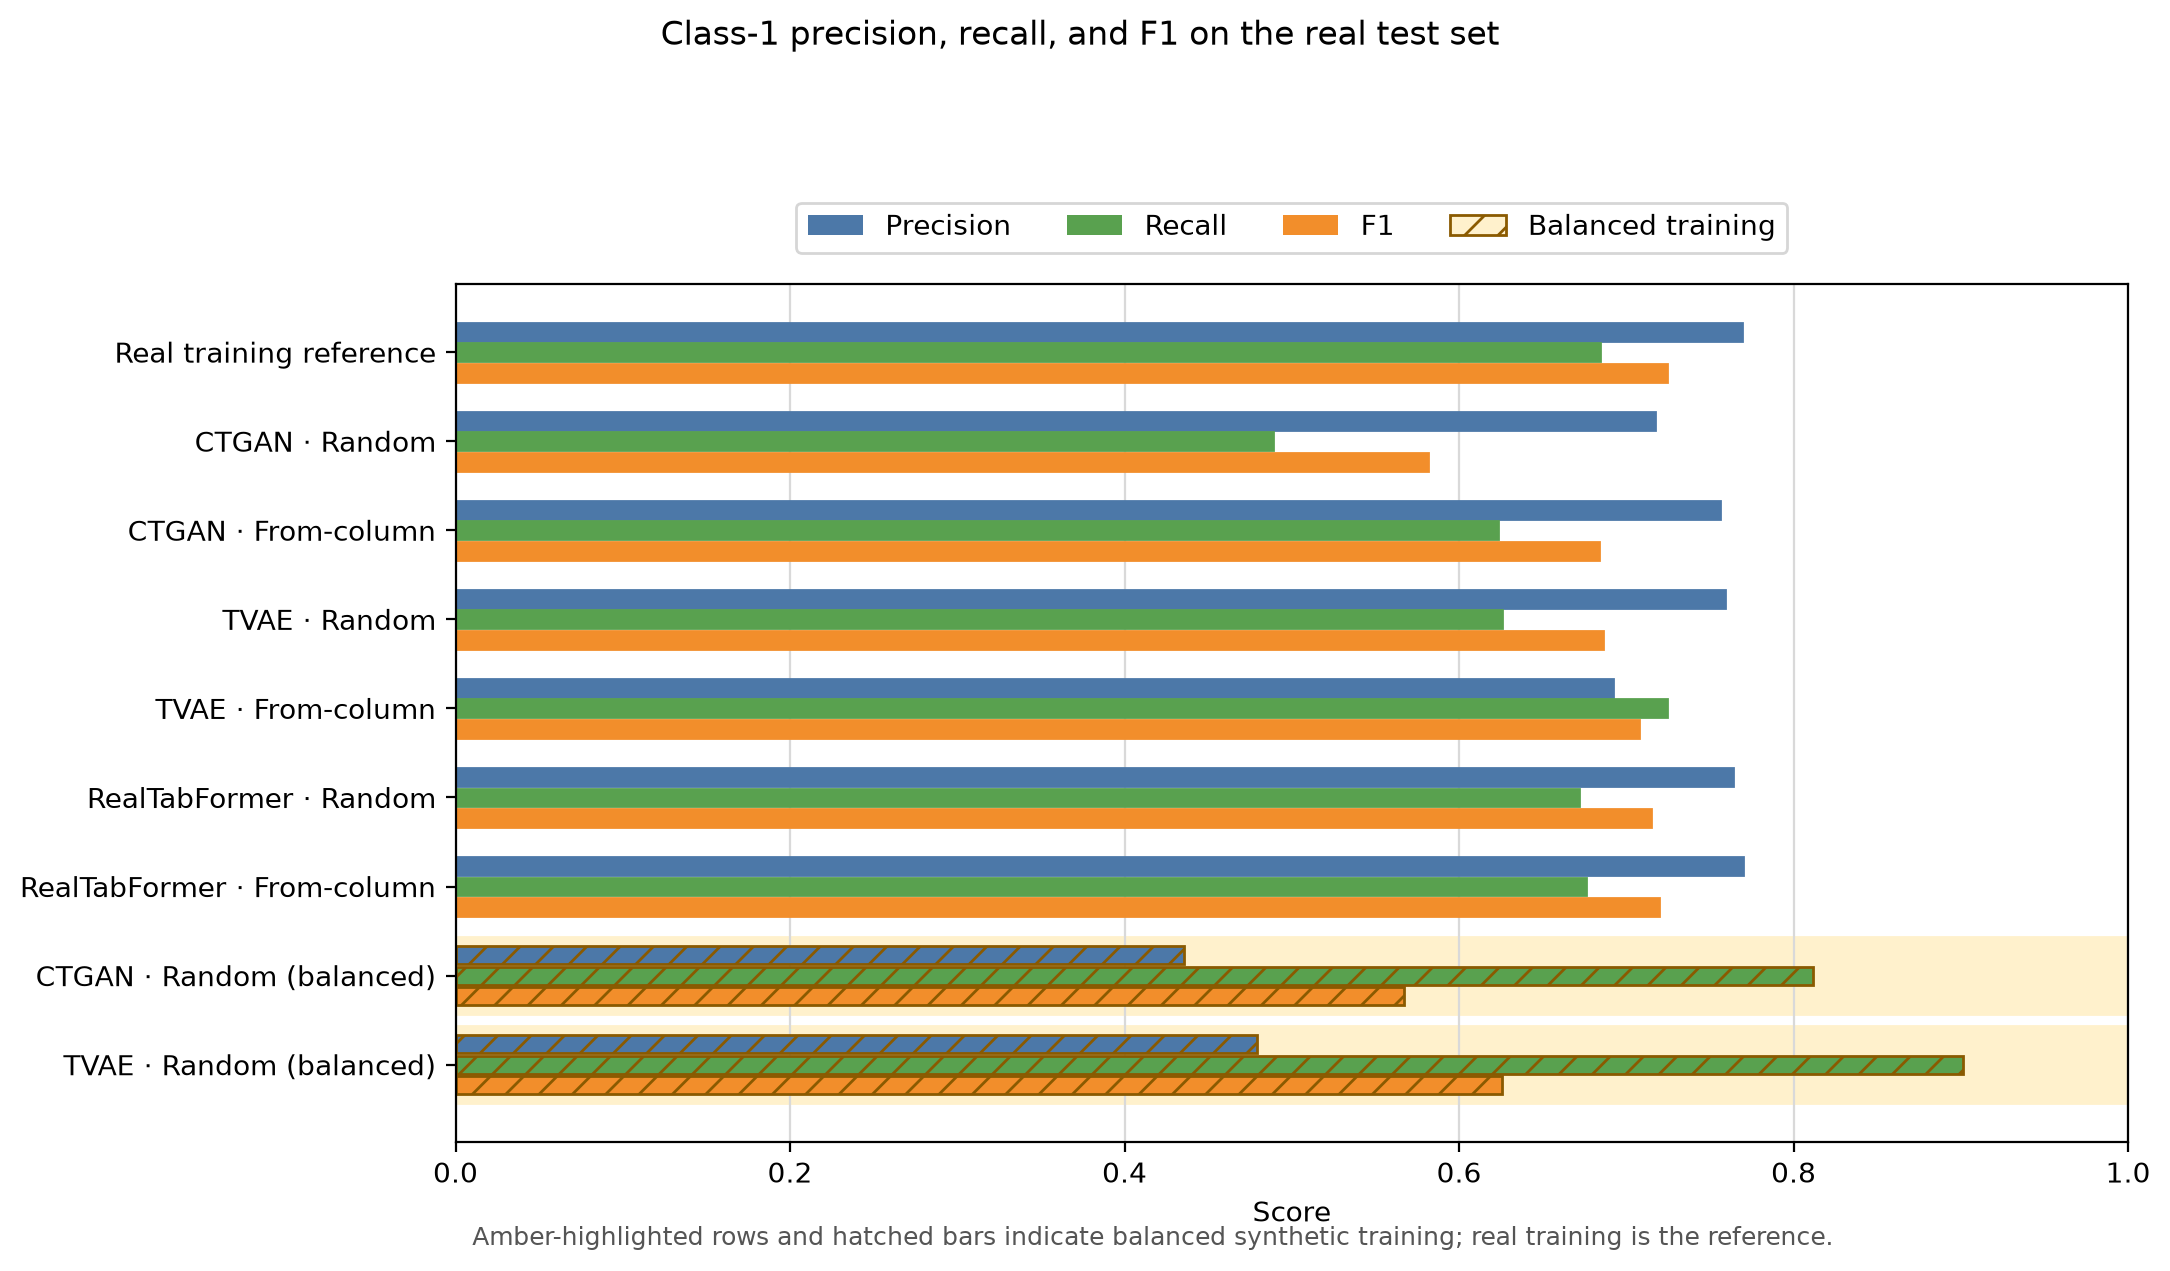 Class-1 precision, recall, and F1 on the real test set
Precision Recall F1 Balanced training
Real training reference
CTGAN · Random
CTGAN · From-column
TVAE · Random
TVAE · From-column
RealTabFormer · Random
RealTabFormer · From-column
CTGAN · Random (balanced)
TVAE · Random (balanced)
0.0 0.2 0.4 0.6 0.8 1.0
Score
Amber-highlighted rows and hatched bars indicate balanced synthetic training; real training is the reference.